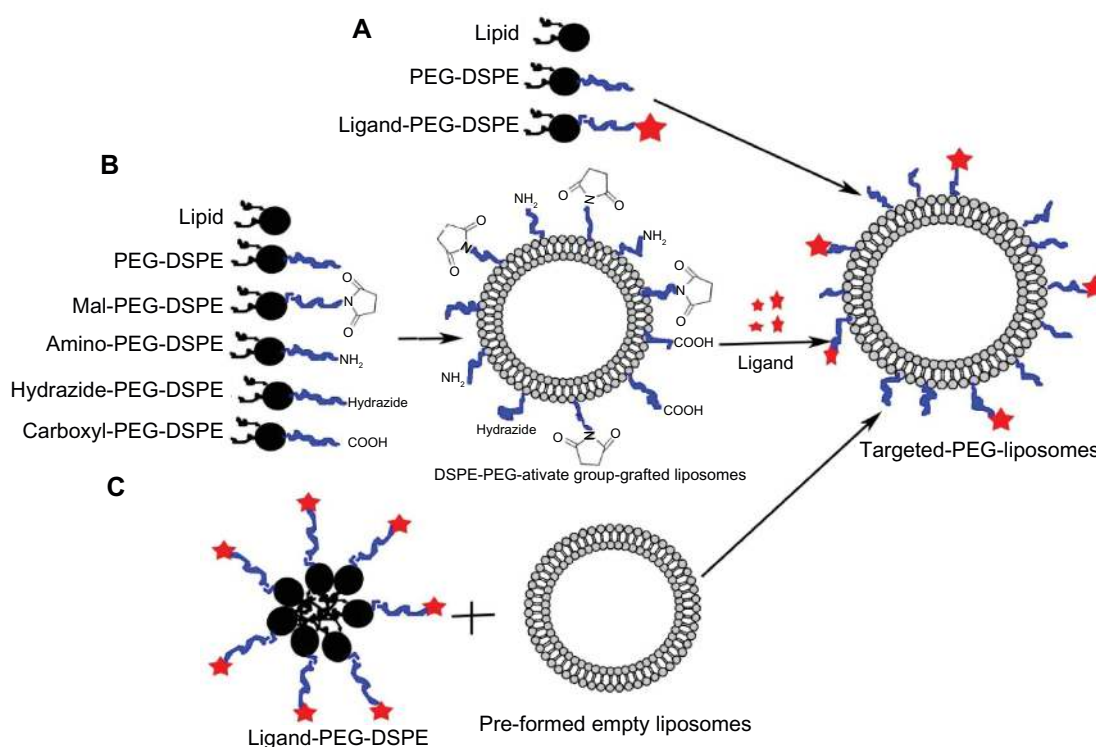 A
Lipid
PEG-DSPE
Ligand-PEG-DSPE
B
Lipid
PEG-DSPE
Mal-PEG-DSPE
O
N
O
Amino-PEG-DSPE
NH2
Hydrazide-PEG-DSPE
Hydrazide
Carboxyl-PEG-DSPE
COOH
O
N
O
NH2
O
N
O
NH2
O
N
O
COOH
COOH
NH2
Hydrazide
O
N
O
DSPE-PEG-ativate group-grafted liposomes
Ligand
Targeted-PEG-liposomes
C
Ligand-PEG-DSPE
+
Pre-formed empty liposomes